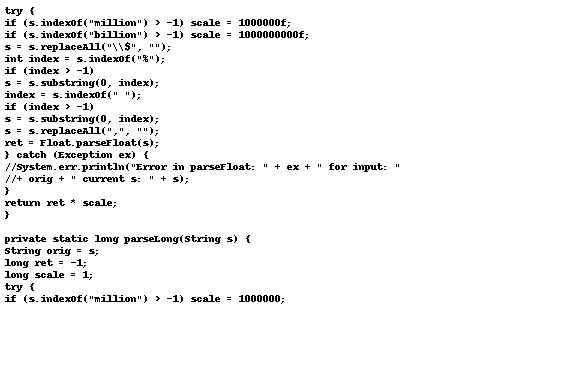 try {
if (s.indexOf("million") > -1) scale = 1000000f;
if (s.indexOf("billion") > -1) scale = 1000000000f;
s = s.replaceAll("\\$", "");
int index = s.indexOf("%");
if (index > -1)
s = s.substring(0, index);
index = s.indexOf(" ");
if (index > -1)
s = s.substring(0, index);
s = s.replaceAll(",", "");
ret = Float.parseFloat(s);
} catch (Exception ex) {
//System.err.println("Error in parseFloat: " + ex + " for input: "
//+ orig + " current s: " + s);
}
return ret * scale;
}

private static long parseLong(String s) {
String orig = s;
long ret = -1;
long scale = 1;
try {
if (s.indexOf("million") > -1) scale = 1000000;